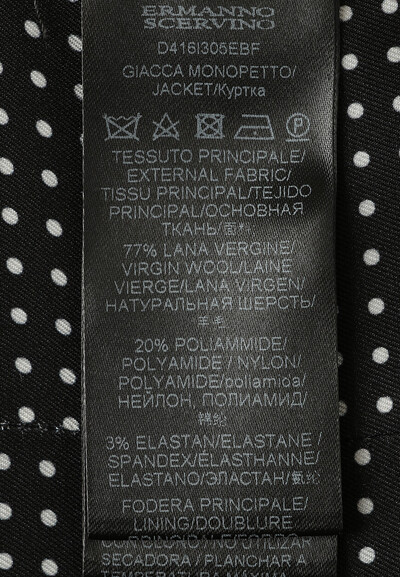 ERMANNO
SCERVINO
D416I305EBF
GIACCA MONOPETTO/
JACKET/Куртка
P
TESSUTO PRINCIPALE/
EXTERNAL FABRIC/
TISSU PRINCIPAL/TEJIDO
PRINCIPAL/ОСНОВНАЯ
ТКАНЬ/面料
77% LANA VERGINE/
VIRGIN WOOL/LAINE
VIERGE/LANA VIRGEN/
НАТУРАЛЬНАЯ ШЕРСТЬ/
羊毛
20% POLIAMMIDE/
POLYAMIDE / NYLON/
POLYAMIDE/poliamida/
НЕЙЛОН, ПОЛИАМИД/
锦纶
3% ELASTAN/ELASTANE /
SPANDEX/ÉLASTHANNE/
ELASTANO/ЭЛАСТАН/氨纶
FODERA PRINCIPALE/
LINING/DOUBLURE
SECADORA / PLANCHAR A